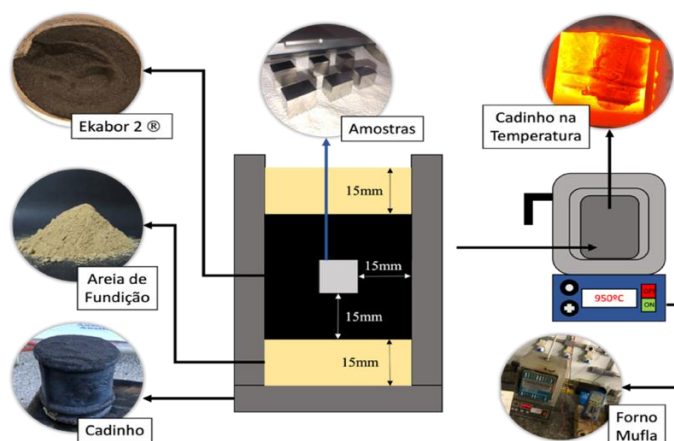 Ekabor 2 ®
Amostras
Cadinho na
Temperatura
15mm
15mm
15mm
15mm
Areia de
Fundição
950ºC
OFF
ON
Cadinho
Forno
Mufla